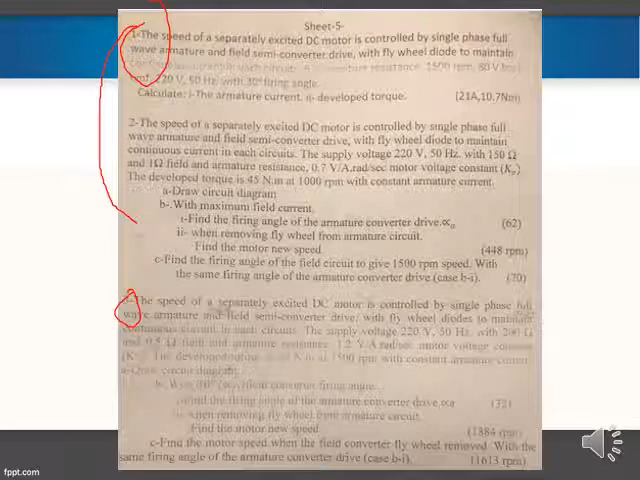 Sheet-5-
1-The speed of a separately excited DC motor is controlled by single phase full
wave armature and field semi-converter drive, with fly wheel diode to maintain
resistance. 1500 rpm, 80 V
emf. 220 V, 50 Hz with 30° firing angle.
Calculate: i-The armature current. ii- developed torque. (21A,10.7Nm)
2-The speed of a separately excited DC motor is controlled by single phase full
wave armature and field semi-converter drive, with fly wheel diode to maintain
continuous current in each circuits. The supply voltage 220 V, 50 Hz. with 150 Ω
and 1Ω field and armature resistance, 0.7 V/A.rad/sec motor voltage constant
The developed torque is 45 N.m at 1000 rpm with constant armature current.
a-Draw circuit diagram
b-.With maximum field current.
i-Find the firing angle of the armature converter drive.∝a (62)
ii- when removing fly wheel from armature circuit.
Find the motor new speed. (448 rpm)
c-Find the firing angle of the field circuit to give 1500 rpm speed. With
the same firing angle of the armature converter drive (case b-i). (70)
3-The speed of a separately excited DC motor is controlled by single phase full
wave armature and field semi-converter drive, with fly wheel diodes to maintain
continuous current in each circuits. The supply voltage 220 V, 50 Hz. with
and 0.5 Ω field and armature resistance, 1.2 V/A.rad/sec motor voltage
The developed N.m at 1500 rpm with constant armature current
a-Draw circuit diagram.
field converter firing angle.
i-Find the firing angle of the armature converter drive.∝a (32)
ii- when removing fly wheel from armature circuit.
Find the motor new speed. (1384 rpm)
c-Find the motor speed when the field converter fly wheel removed. With the
same firing angle of the armature converter drive (case b-i). (1613 rpm)
fppt.com